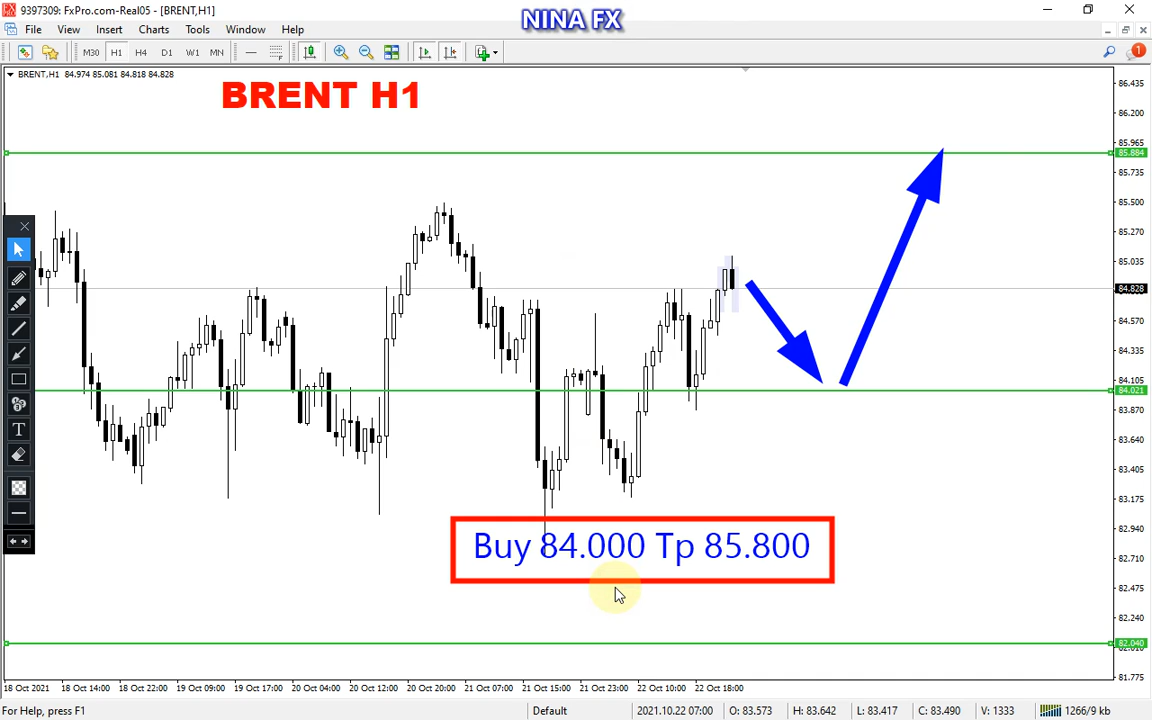 9397309: FxPro.com-Real05 - [BRENT,H1]
NINA FX
File View Insert Charts Tools Window Help
1
M30 H1 H4 D1 W1 MN
BRENT,H1 84.974 85.081 84.818 84.828
BRENT H1
86.435
86.200
85.965
85.884
85.735
85.500
85.270
85.035
84.828
84.570
84.335
84.105
84.021
83.870
83.640
83.405
83.175
82.940
82.710
82.475
82.240
82.040
81.775
T
Buy 84.000 Tp 85.800
18 Oct 2021 18 Oct 14:00 18 Oct 22:00 19 Oct 09:00 19 Oct 17:00 20 Oct 04:00 20 Oct 12:00 20 Oct 20:00 21 Oct 07:00 21 Oct 15:00 21 Oct 23:00 22 Oct 10:00 22 Oct 18:00
For Help, press F1 Default 2021.10.22 07:00 O: 83.573 H: 83.642 L: 83.417 C: 83.490 V: 1333 1266/9 kb